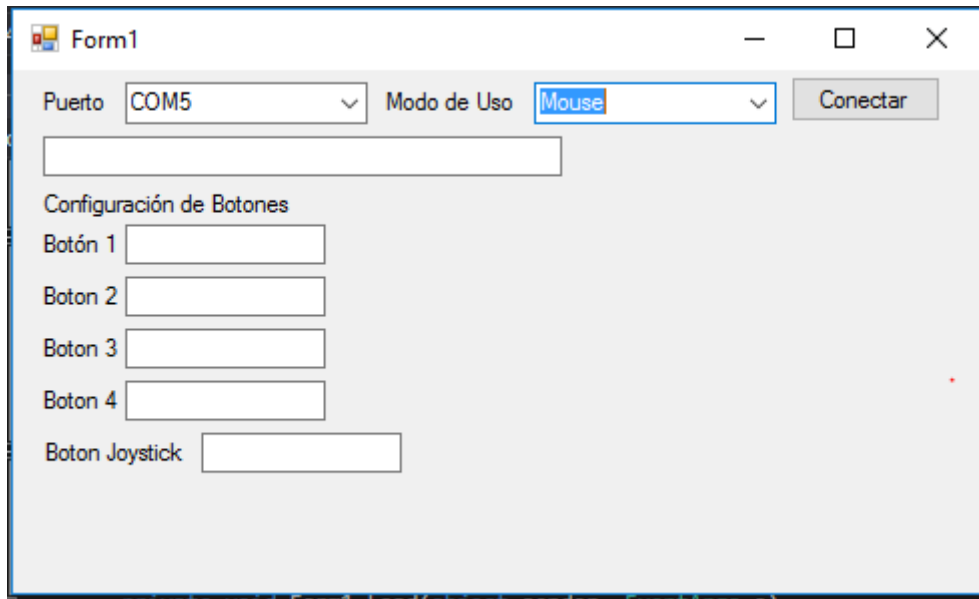 Form1
Puerto COM5 Modo de Uso Mouse Conectar
Configuración de Botones
Botón 1
Boton 2
Boton 3
Boton 4
Boton Joystick